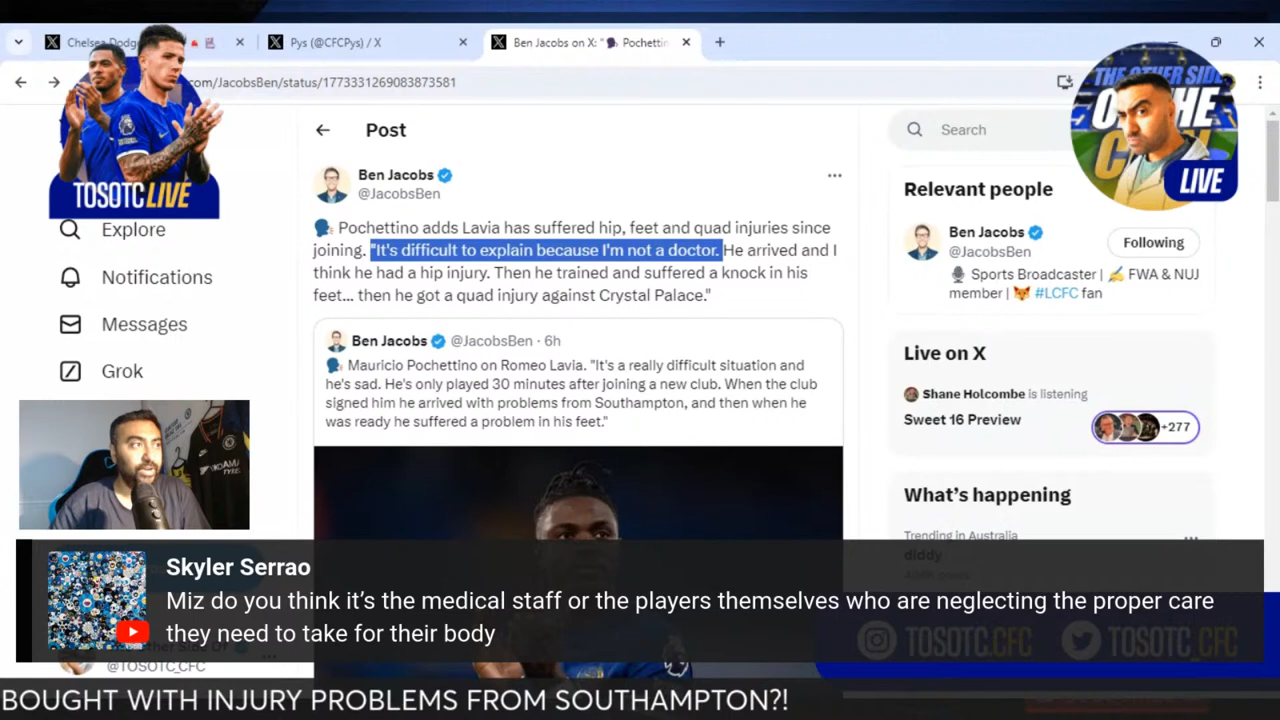 Chelsea Dodg
Pys (@CFCPys) / X
Ben Jacobs on X: "🗣️ Pochettin
com/JacobsBen/status/1773331269083873581
TOSOTC LIVE
THE OTHER SIDE
OF THE
LIVE
Explore
Notifications
Messages
Grok
Post
Ben Jacobs
@JacobsBen
🗣️ Pochettino adds Lavia has suffered hip, feet and quad injuries since
joining. "It's difficult to explain because I'm not a doctor. He arrived and I
think he had a hip injury. Then he trained and suffered a knock in his
feet... then he got a quad injury against Crystal Palace."
Ben Jacobs @JacobsBen · 6h
🗣️ Mauricio Pochettino on Romeo Lavia. "It's a really difficult situation and
he's sad. He's only played 30 minutes after joining a new club. When the club
signed him he arrived with problems from Southampton, and then when he
was ready he suffered a problem in his feet."
Search
Relevant people
Ben Jacobs
@JacobsBen
Following
🎙️ Sports Broadcaster | ✍️ FWA & NUJ
member | 🦊 #LCFC fan
Live on X
Shane Holcombe is listening
Sweet 16 Preview
+277
What's happening
Trending in Australia
diddy
Skyler Serrao
Miz do you think it's the medical staff or the players themselves who are neglecting the proper care
they need to take for their body
@TOSOTC_CFC
TOSOTC.CFC
TOSOTC_CFC
BOUGHT WITH INJURY PROBLEMS FROM SOUTHAMPTON?!